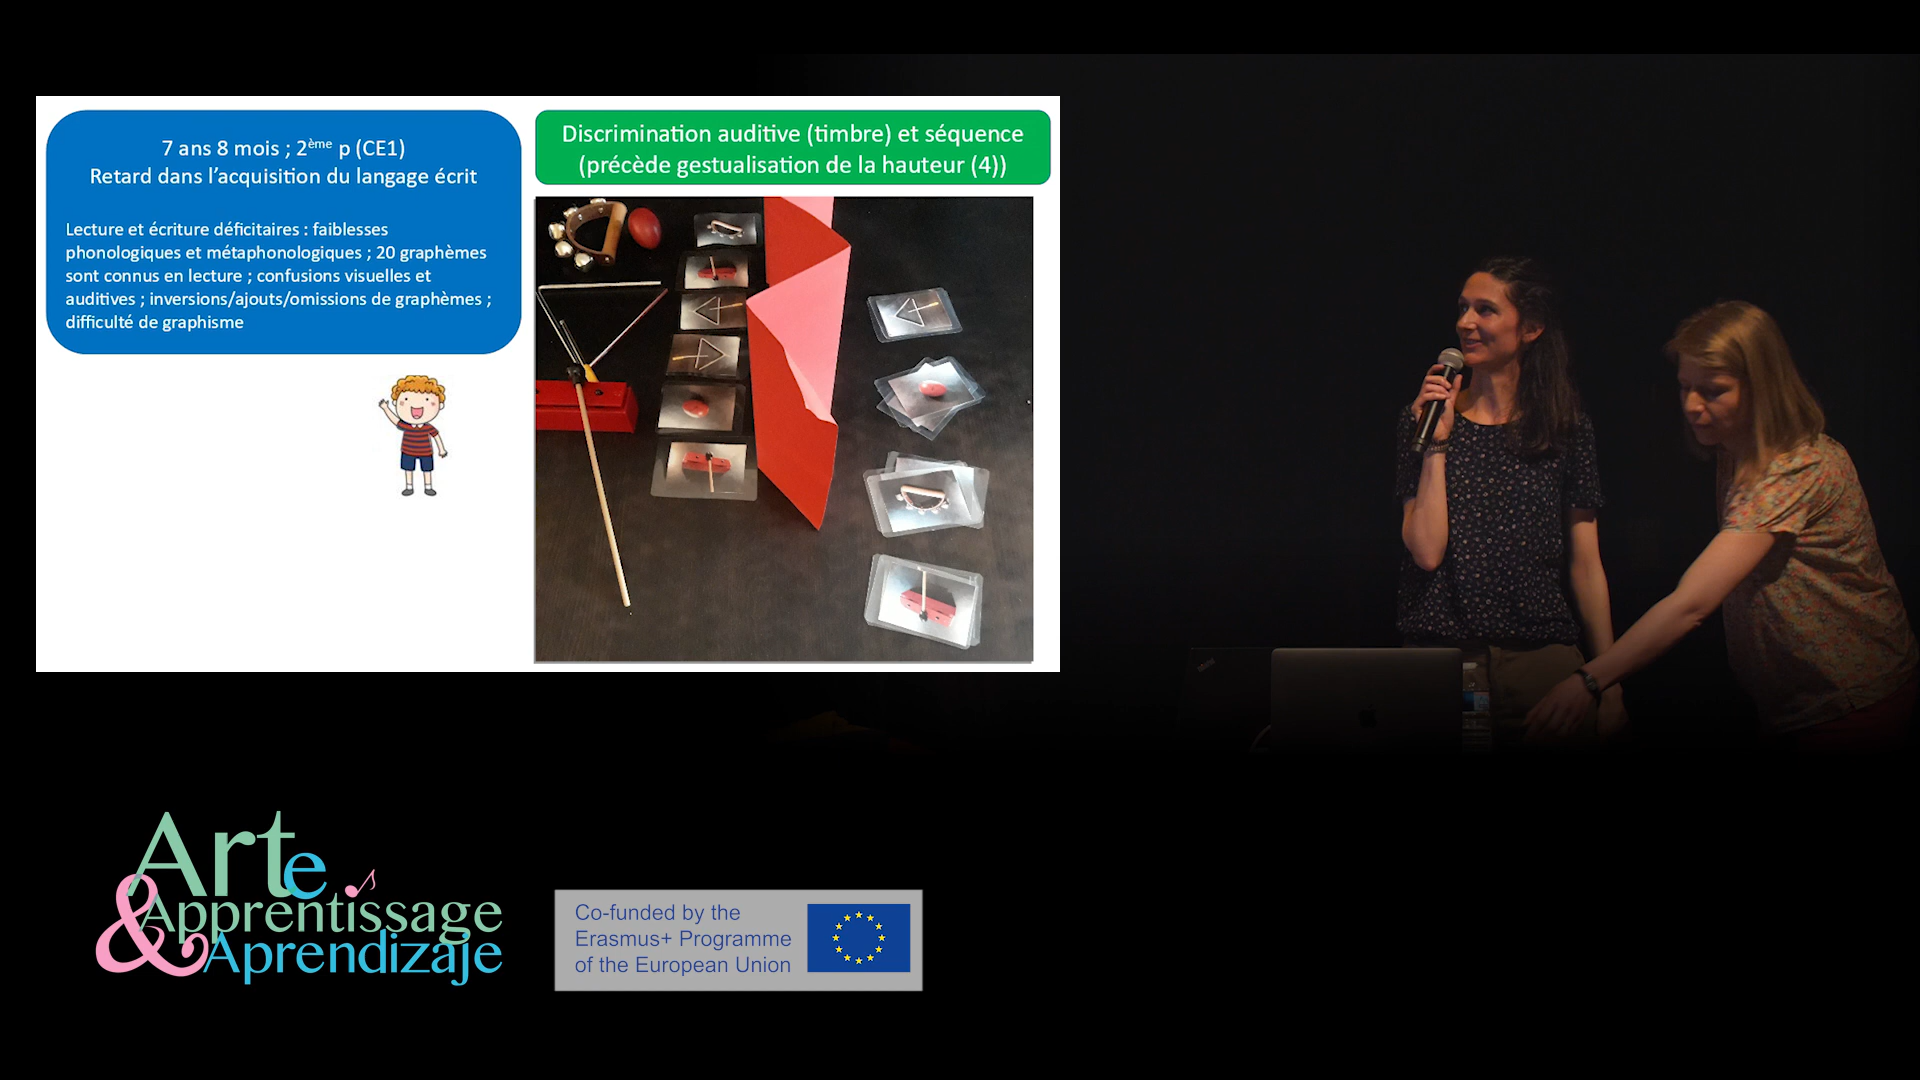 7 ans 8 mois ; 2ème p (CE1)
Retard dans l’acquisition du langage écrit
Lecture et écriture déficitaires : faiblesses
phonologiques et métaphonologiques ; 20 graphèmes
sont connus en lecture ; confusions visuelles et
auditives ; inversions/ajouts/omissions de graphèmes ;
difficulté de graphisme
Discrimination auditive (timbre) et séquence
(précède gestualisation de la hauteur (4))
Arte
& Apprentissage
Aprendizaje
Co-funded by the
Erasmus+ Programme
of the European Union